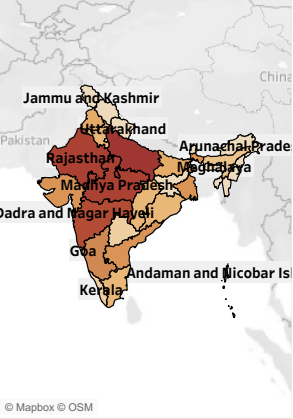 China
Jammu and Kashmir
Uttarakhand
Pakistan
Arunachal Prades
Rajasthan
Meghalaya
Madhya Pradesh
Dadra and Nagar Haveli
Goa
Andaman and Nicobar Isl
Kerala
© Mapbox © OSM